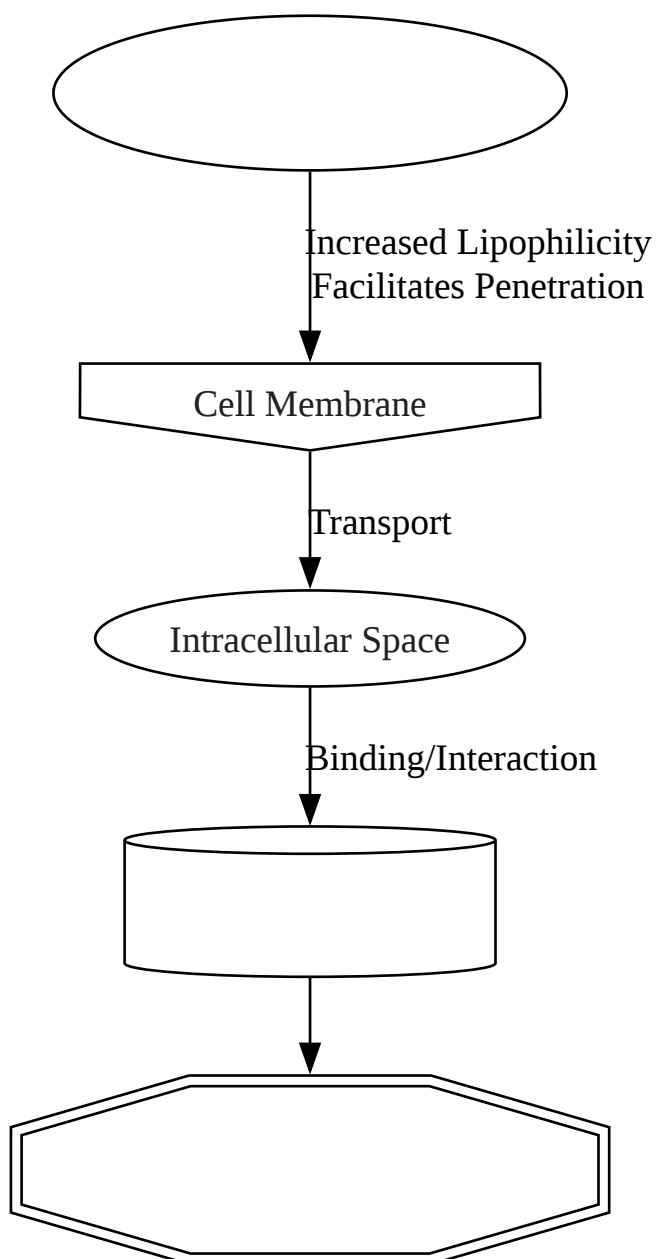 Increased Lipophilicity
Facilitates Penetration
Cell Membrane
Transport
Intracellular Space
Binding/Interaction